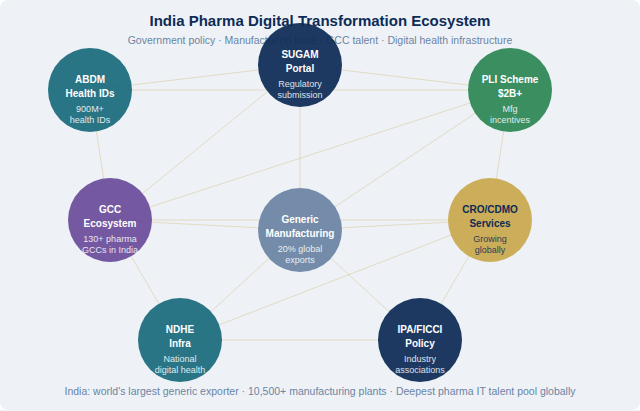 India Pharma Digital Transformation Ecosystem
Government policy · Manufact CC talent · Digital health infrastructure
SUGAM
Portal
Regulatory
submission
ABDM
Health IDs
900M+
health IDs
PLI Scheme
$2B+
Mfg
incentives
GCC
Ecosystem
130+ pharma
GCCs in India
Generic
Manufacturing
20% global
exports
CRO/CDMO
Services
Growing
globally
NDHE
Infra
National
digital health
IPA/FICCI
Policy
Industry
associations
India: world's largest generic exporter · 10,500+ manufacturing plants · Deepest pharma IT talent pool globally